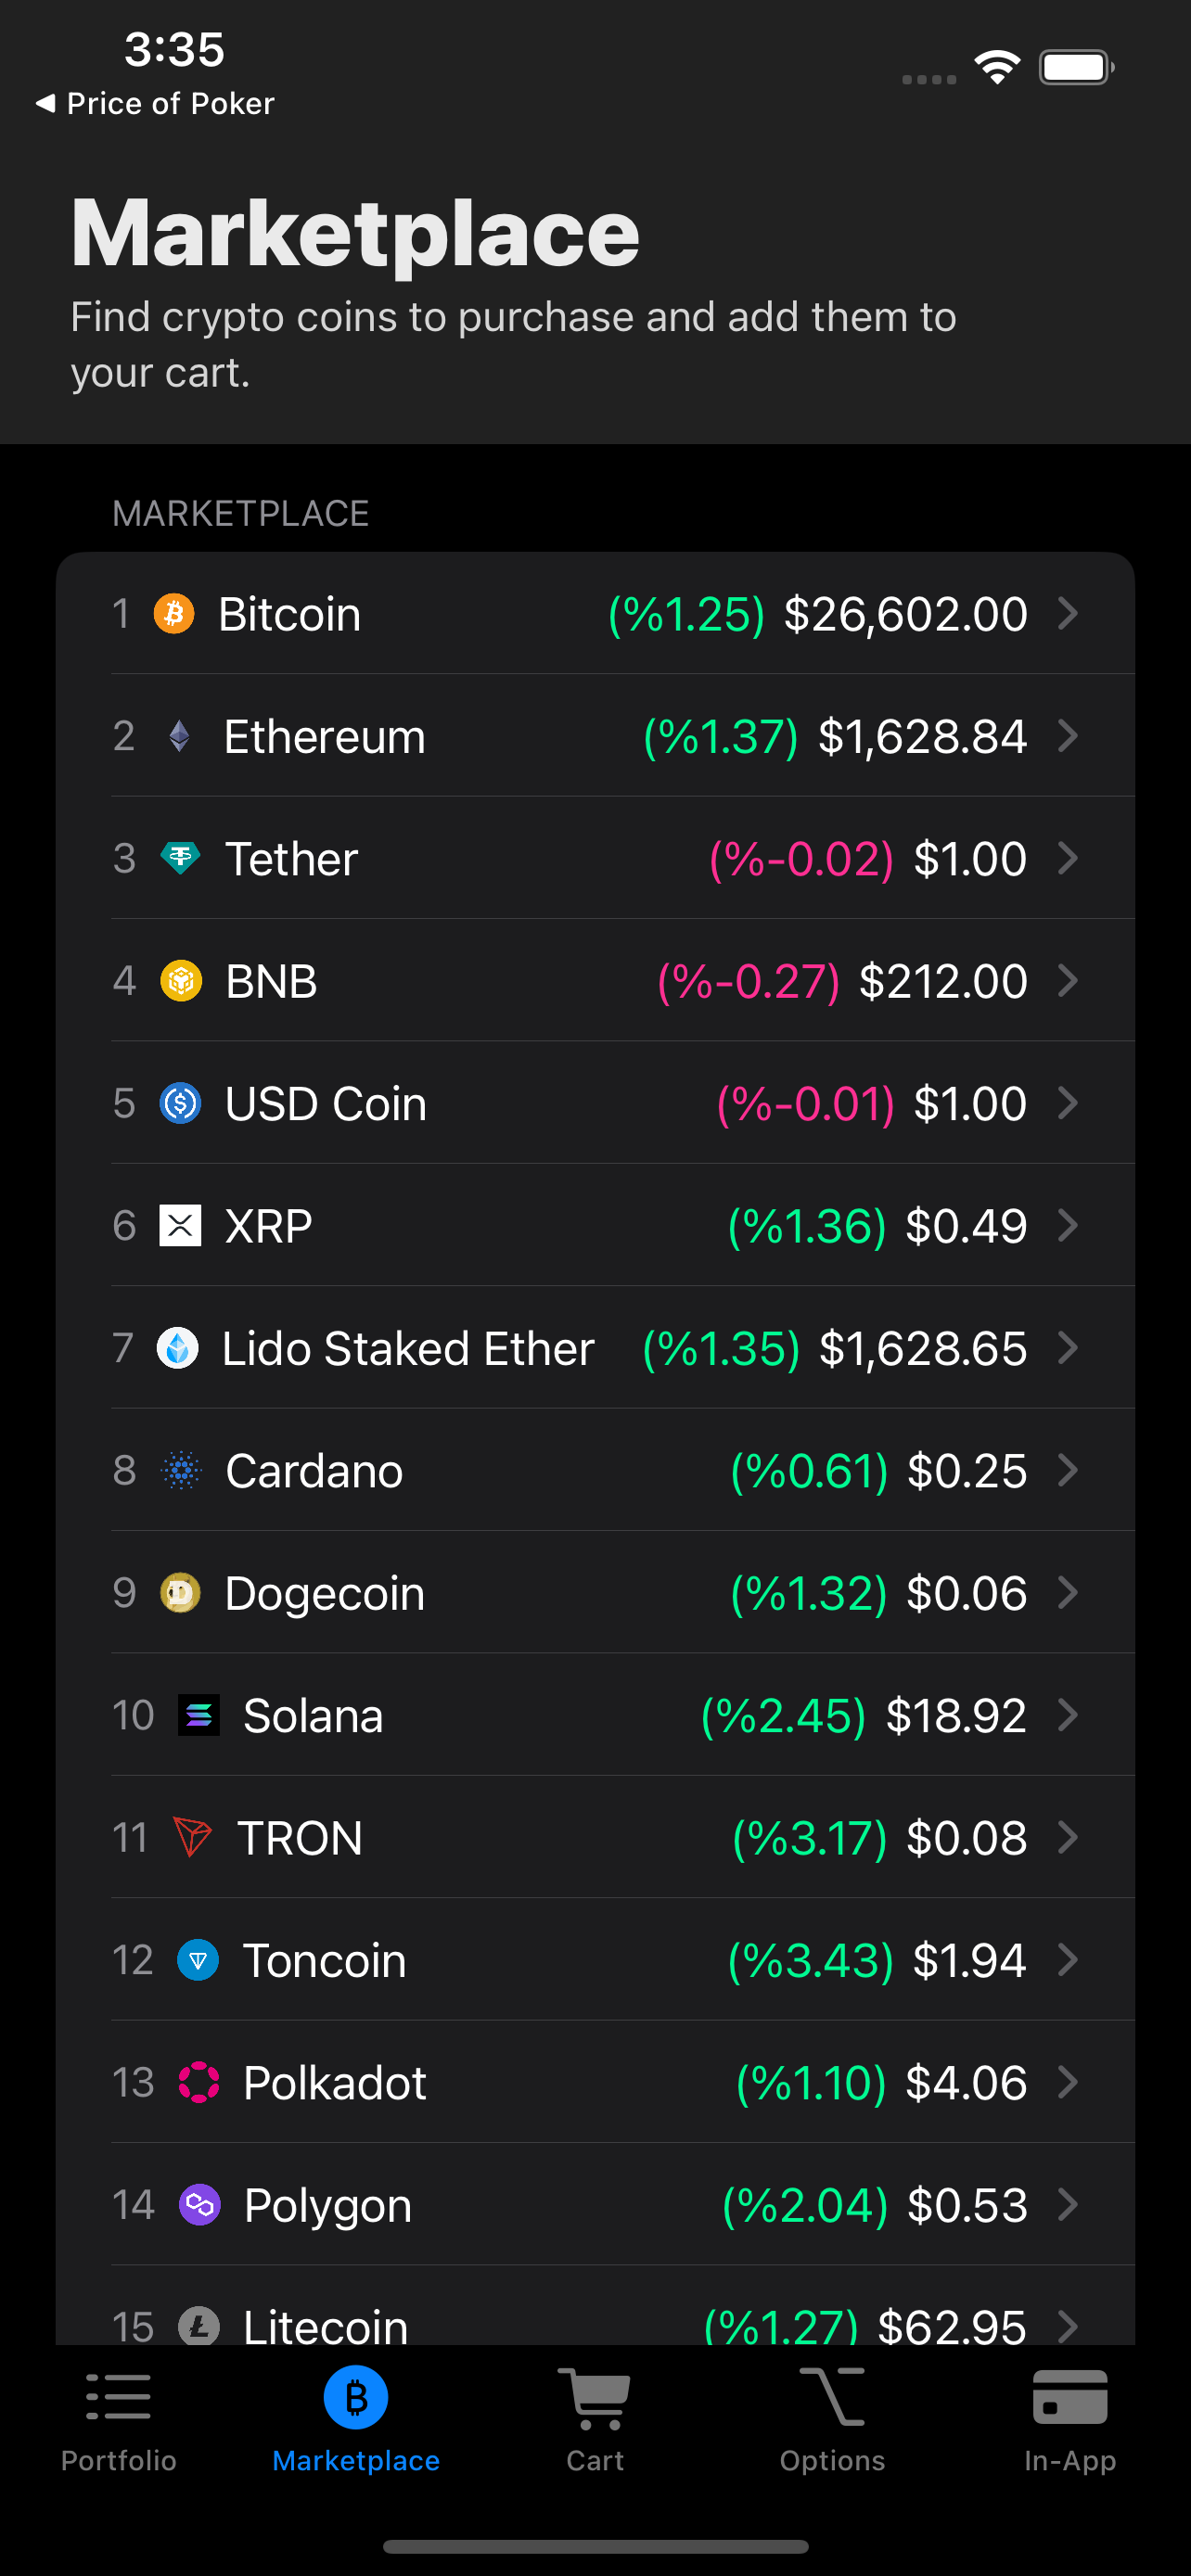 3:35
◀ Price of Poker
Marketplace
Find crypto coins to purchase and add them to
your cart.
MARKETPLACE
1 Bitcoin (%1.25) $26,602.00
2 Ethereum (%1.37) $1,628.84
3 Tether (%-0.02) $1.00
4 BNB (%-0.27) $212.00
5 USD Coin (%-0.01) $1.00
6 XRP (%1.36) $0.49
7 Lido Staked Ether (%1.35) $1,628.65
8 Cardano (%0.61) $0.25
9 Dogecoin (%1.32) $0.06
10 Solana (%2.45) $18.92
11 TRON (%3.17) $0.08
12 Toncoin (%3.43) $1.94
13 Polkadot (%1.10) $4.06
14 Polygon (%2.04) $0.53
15 Litecoin (%1.27) $62.95
Portfolio Marketplace Cart Options In-App